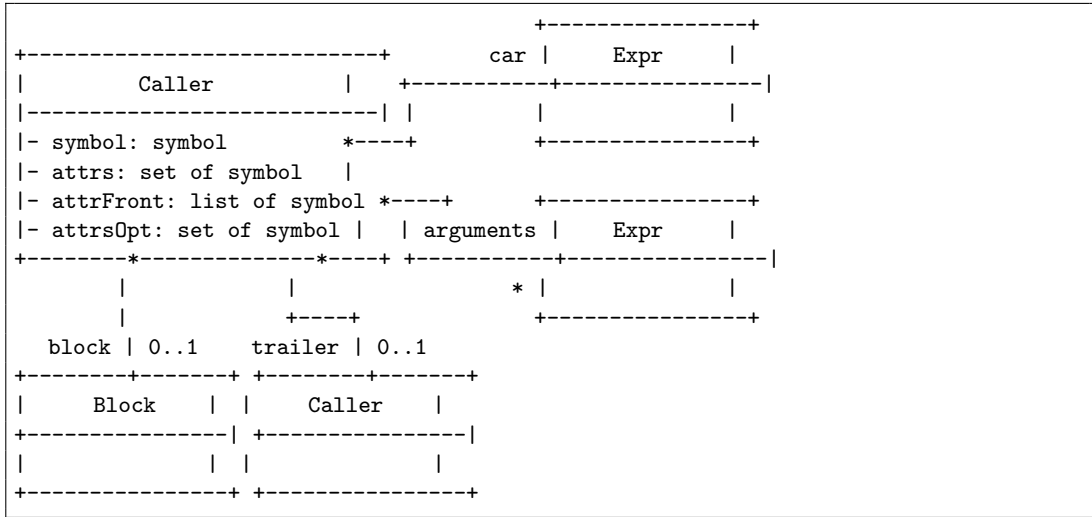 +----------------+
+---------------------------+        car |     Expr     |
|         Caller          |    +-----------+----------------|
|---------------------------| |          |              |
|- symbol: symbol         *----+         +----------------+
|- attrs: set of symbol   |
|- attrFront: list of symbol *----+      +----------------+
|- attrsOpt: set of symbol |   | arguments |    Expr     |
+--------*--------------*----+ +-----------+----------------|
        |            |                 * |              |
        |            +----+              +----------------+
  block | 0..1    trailer | 0..1
+--------+-------+ +--------+-------+
|     Block    | |    Caller    |
+----------------| +----------------|
|              | |              |
+----------------+ +----------------+